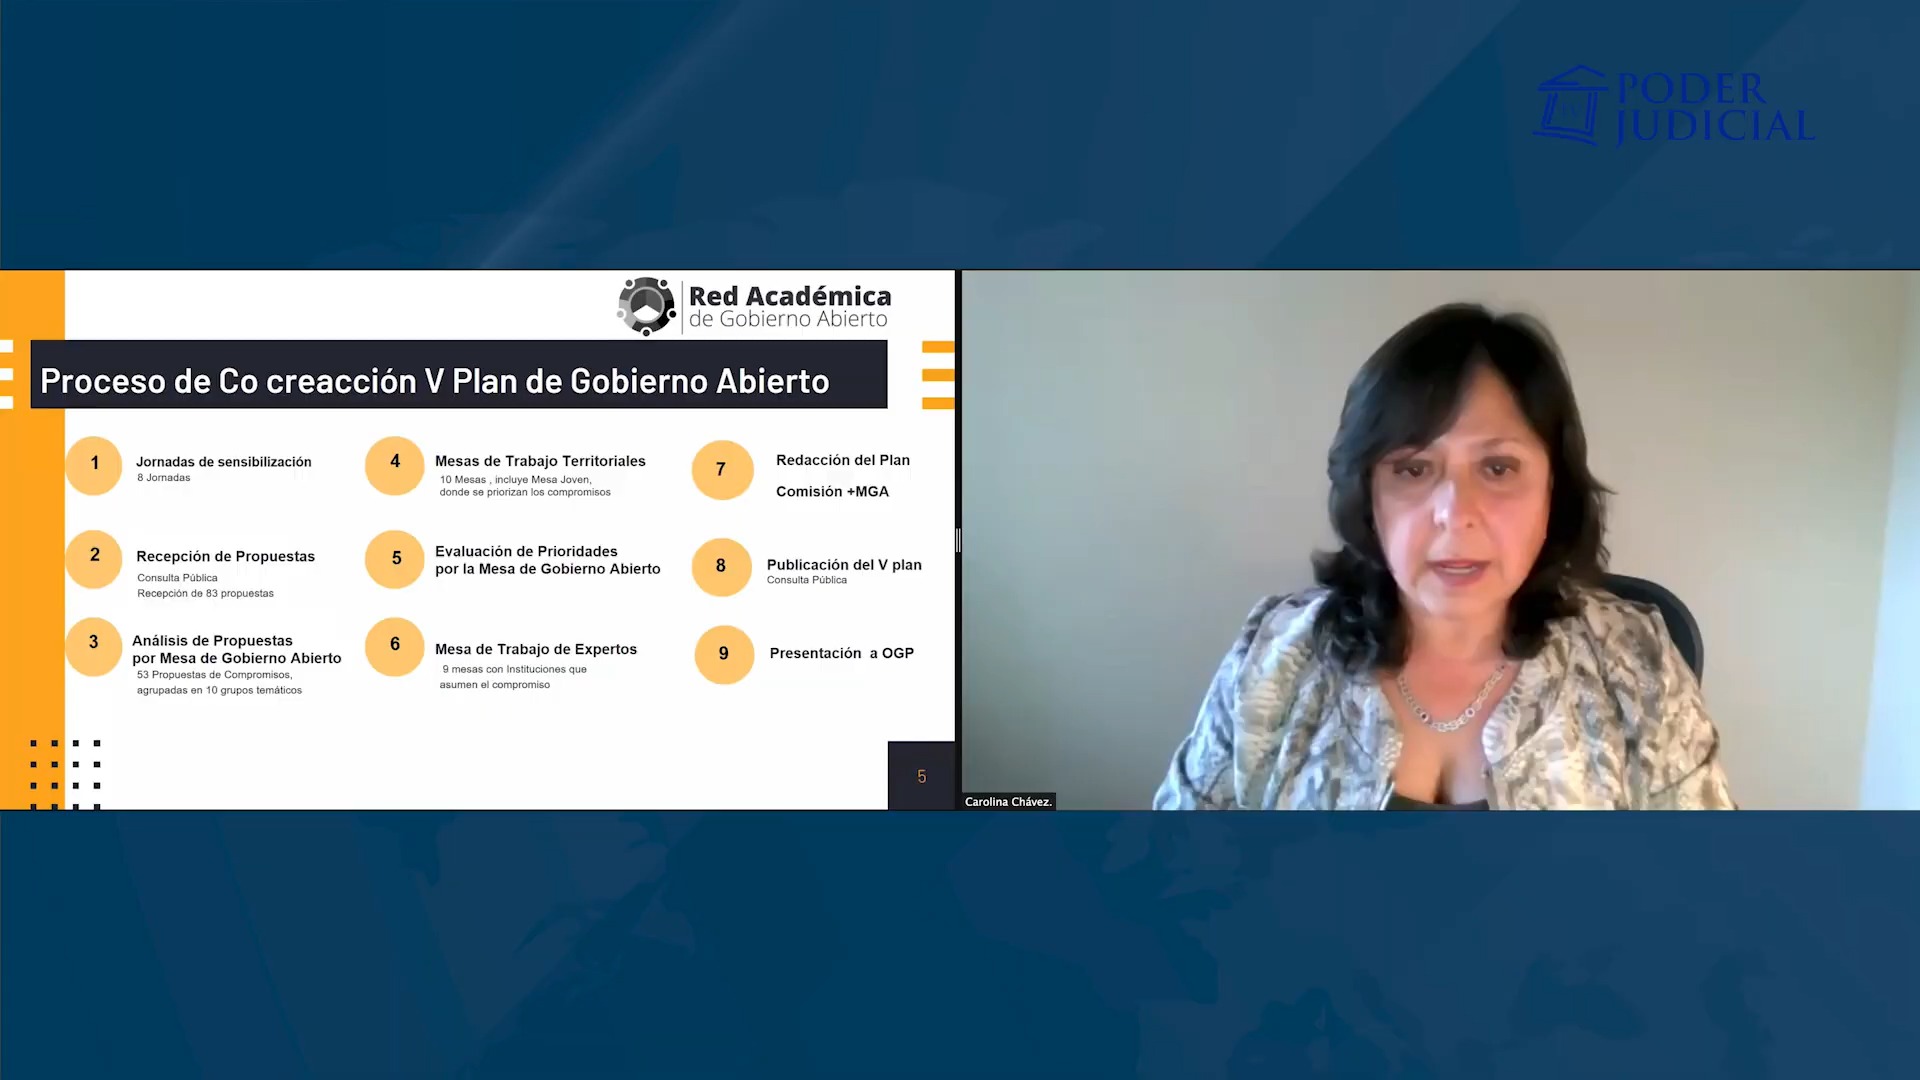 PODER
JUDICIAL
Red Académica
de Gobierno Abierto
Proceso de Co creacción V Plan de Gobierno Abierto
1
Jornadas de sensibilización
8 Jornadas
2
Recepción de Propuestas
Consulta Pública
Recepción de 83 propuestas
3
Análisis de Propuestas
por Mesa de Gobierno Abierto
53 Propuestas de Compromisos,
agrupadas en 10 grupos temáticos
4
Mesas de Trabajo Territoriales
10 Mesas , incluye Mesa Joven,
donde se priorizan los compromisos
5
Evaluación de Prioridades
por la Mesa de Gobierno Abierto
6
Mesa de Trabajo de Expertos
9 mesas con Instituciones que
asumen el compromiso
7
Redacción del Plan
Comisión +MGA
8
Publicación del V plan
Consulta Pública
9
Presentación a OGP
5
Carolina Chávez.